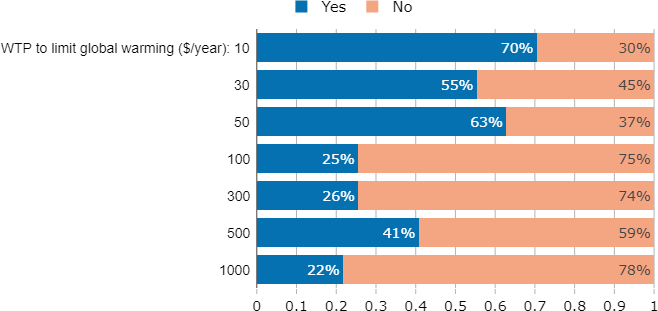 Yes No
WTP to limit global warming ($/year): 10 70% 30%
30 55% 45%
50 63% 37%
100 25% 75%
300 26% 74%
500 41% 59%
1000 22% 78%
0 0.1 0.2 0.3 0.4 0.5 0.6 0.7 0.8 0.9 1